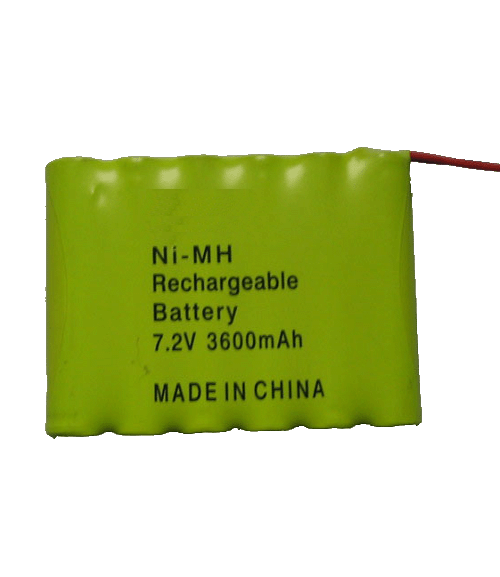 Ni-MH
Rechargeable
Battery
7.2V 3600mAh
MADE IN CHINA